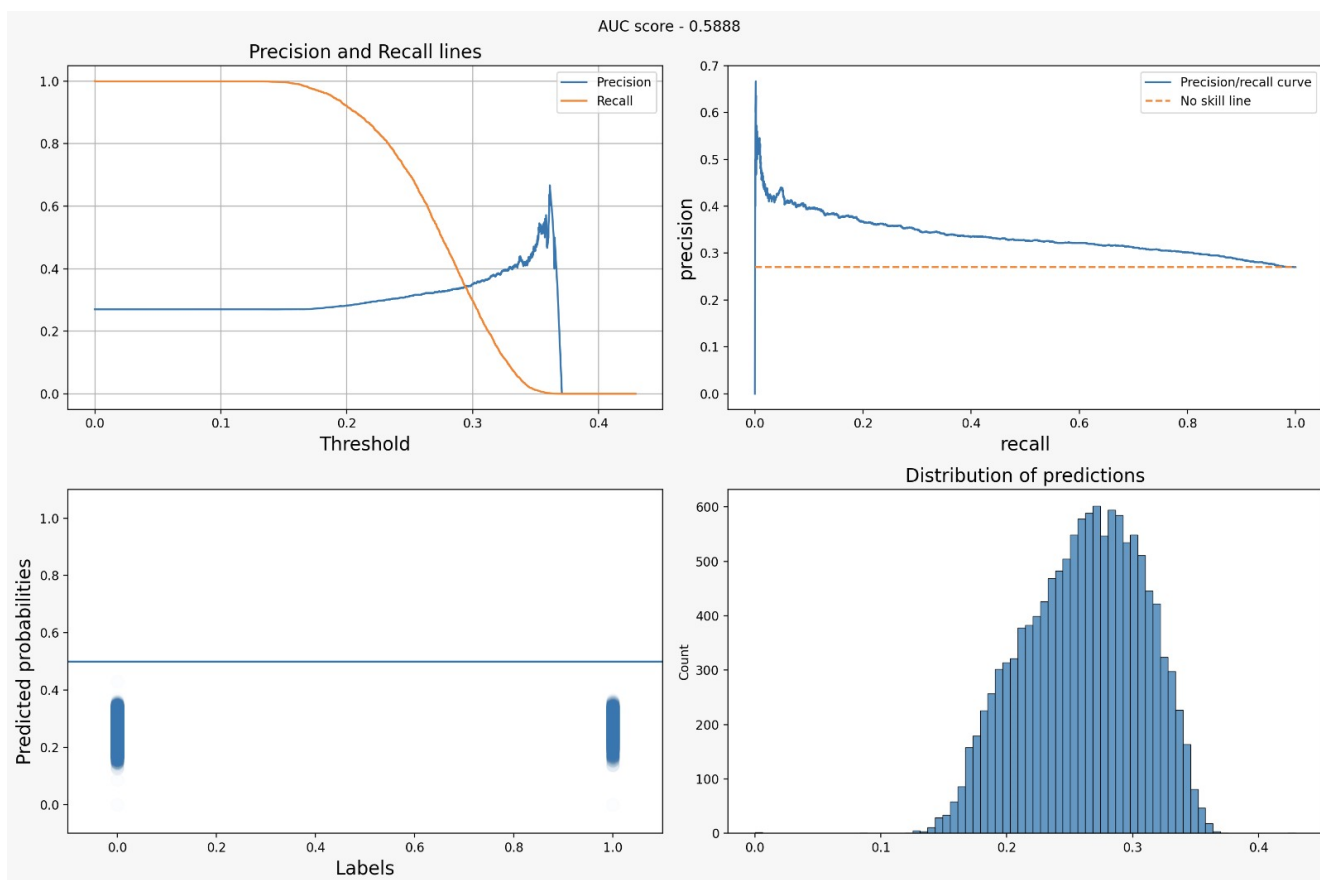 AUC score - 0.5888
Precision and Recall lines
1.0
0.8
0.6
0.4
0.2
0.0
Precision
Recall
0.0 0.1 0.2 0.3 0.4
Threshold
0.7
0.6
0.5
0.4
0.3
0.2
0.1
0.0
precision
Precision/recall curve
No skill line
0.0 0.2 0.4 0.6 0.8 1.0
recall
1.0
0.8
0.6
0.4
0.2
0.0
Predicted probabilities
0.0 0.2 0.4 0.6 0.8 1.0
Labels
Distribution of predictions
600
500
400
300
200
100
0
Count
0.0 0.1 0.2 0.3 0.4